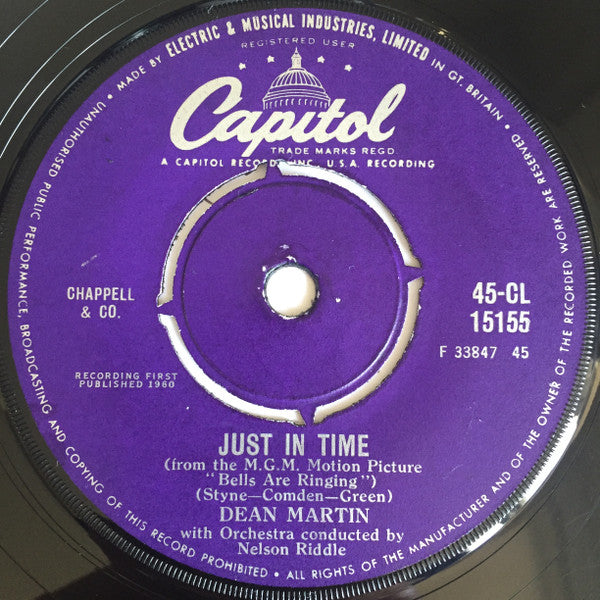 MADE BY ELECTRIC & MUSICAL INDUSTRIES, LIMITED IN GT BRITAIN • ALL RIGHTS OF THE MANUFACTURER AND OF THE OWNER OF THE RECORDED WORK ARE RESERVED • UNAUTHORISED PUBLIC PERFORMANCE, BROADCASTING AND COPYING OF THIS RECORD PROHIBITED •
REGISTERED USER
Capitol
TRADE MARKS REGD.
A CAPITOL RECORDS, INC., U.S.A. RECORDING
CHAPPELL
& CO.
45-CL
15155
F 33847 45
RECORDING FIRST
PUBLISHED 1960
JUST IN TIME
(from the M.G.M. Motion Picture
"Bells Are Ringing")
(Styne—Comden—Green)
DEAN MARTIN
with Orchestra conducted by
Nelson Riddle